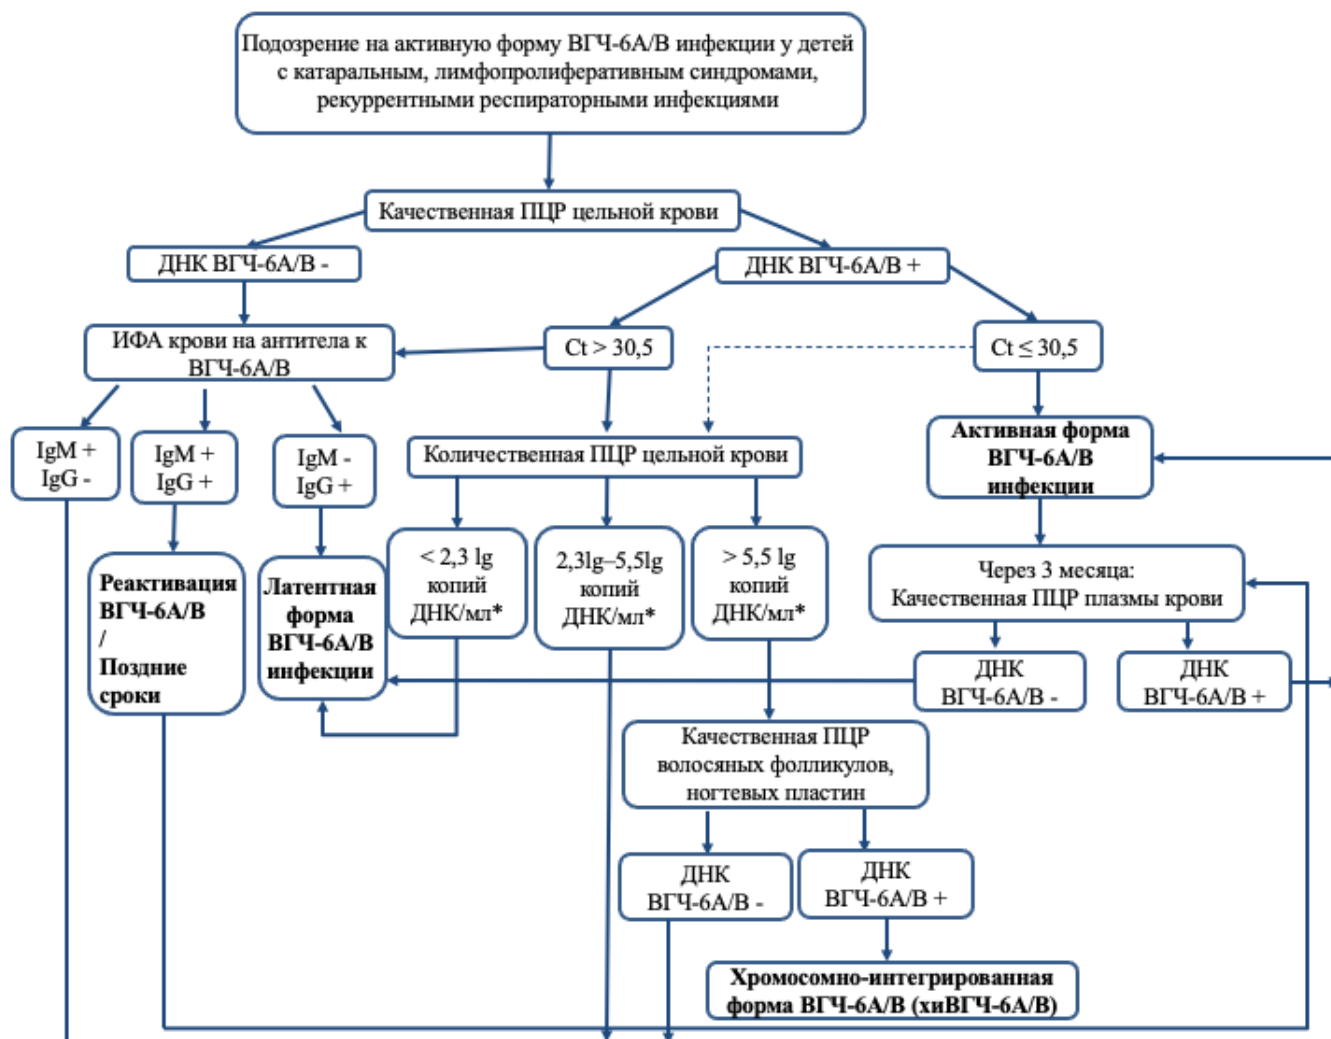 Подозрение на активную форму ВГЧ-6А/В инфекции у детей
с катаральным, лимфопролиферативным синдромами,
рекуррентными респираторными инфекциями
Качественная ПЦР цельной крови
ДНК ВГЧ-6А/В -
ДНК ВГЧ-6А/В +
ИФА крови на антитела к
ВГЧ-6А/В
Ct > 30,5
Ct ≤ 30,5
IgM +
IgG -
IgM +
IgG +
IgM -
IgG +
Количественная ПЦР цельной крови
Активная форма
ВГЧ-6А/В
инфекции
< 2,3 lg
копий
ДНК/мл*
2,3lg–5,5lg
копий
ДНК/мл*
> 5,5 lg
копий
ДНК/мл*
Реактивация
ВГЧ-6А/В
/
Поздние
сроки
Латентная
форма
ВГЧ-6А/В
инфекции
Через 3 месяца:
Качественная ПЦР плазмы крови
ДНК
ВГЧ-6А/В -
ДНК
ВГЧ-6А/В +
Качественная ПЦР
волосяных фолликулов,
ногтевых пластин
ДНК
ВГЧ-6А/В -
ДНК
ВГЧ-6А/В +
Хромосомно-интегрированная
форма ВГЧ-6А/В (хиВГЧ-6А/В)